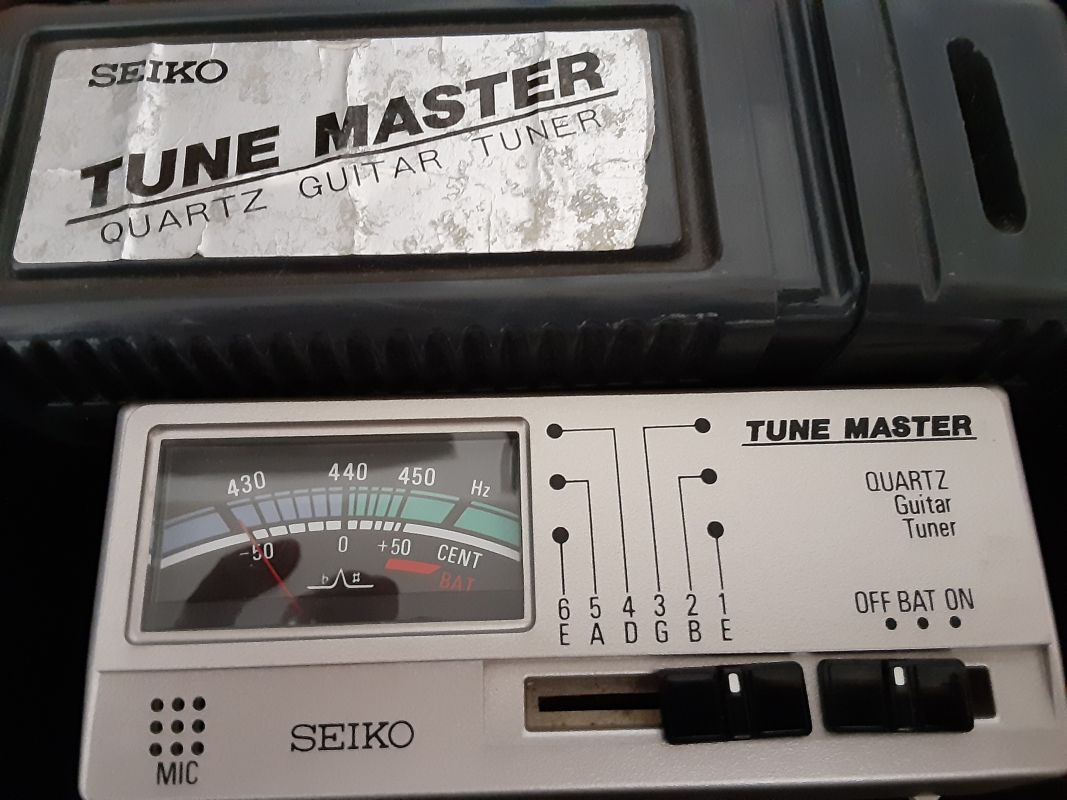 SEIKO
TUNE MASTER
QUARTZ GUITAR TUNER
430 440 450 Hz
-50 0 +50 CENT
♭ ♯ BAT
TUNE MASTER
QUARTZ
Guitar
Tuner
6 5 4 3 2 1
E A D G B E
OFF BAT ON
MIC
SEIKO